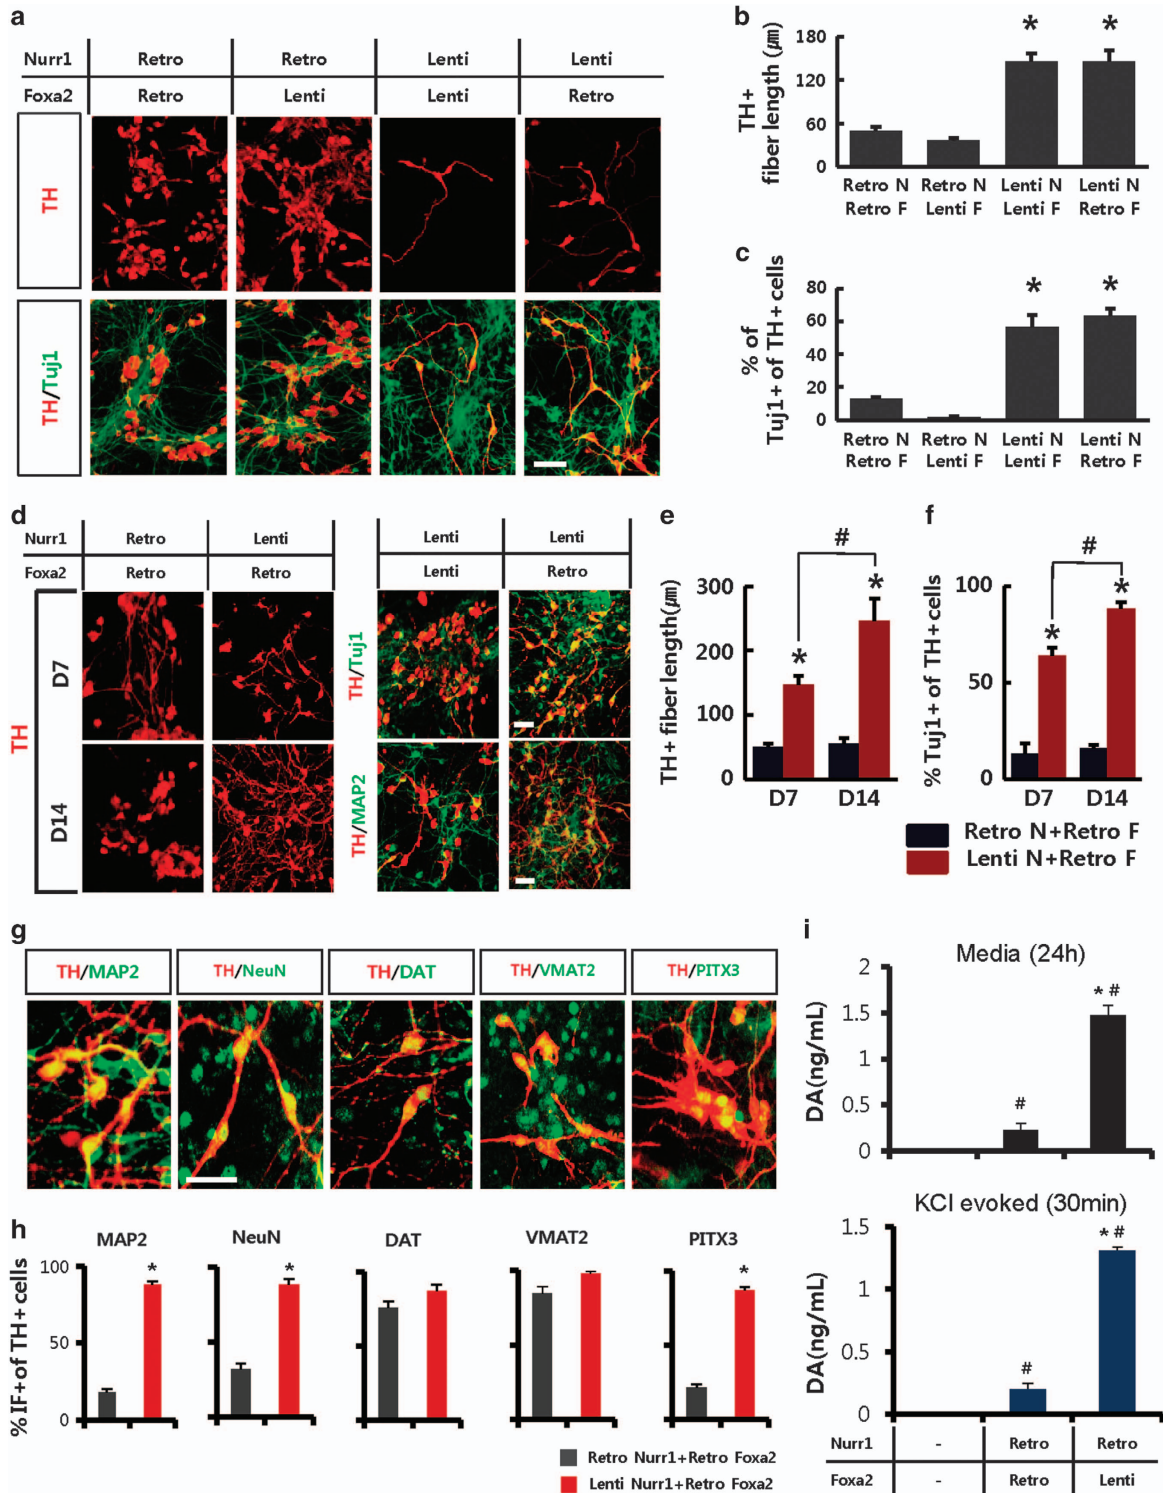 a
Nurr1 Retro Retro Lenti Lenti
Foxa2 Retro Lenti Lenti Retro
TH
TH/Tuj1
b
TH+
fiber length (㎛)
180
120
60
0
*
*
Retro N Retro N Lenti N Lenti N
Retro F Lenti F Lenti F Retro F
c
% of
Tuj1+ of TH+ cells
80
60
40
20
0
*
*
Retro N Retro N Lenti N Lenti N
Retro F Lenti F Lenti F Retro F
d
Nurr1 Retro Lenti
Foxa2 Retro Retro
TH
D7
D14
Lenti Lenti
Lenti Retro
TH/Tuj1
TH/MAP2
e
TH+ fiber length(㎛)
300
200
100
0
#
*
*
D7 D14
f
% Tuj1+ of TH+ cells
100
50
0
#
*
*
D7 D14
Retro N+Retro F
Lenti N+Retro F
g
TH/MAP2 TH/NeuN TH/DAT TH/VMAT2 TH/PITX3
h
% IF+ of TH+ cells
MAP2 NeuN DAT VMAT2 PITX3
100
50
0
*
*
*
Retro Nurr1+Retro Foxa2
Lenti Nurr1+Retro Foxa2
i
Media (24h)
DA(ng/mL)
2
1.5
1
0.5
0
#
* #
KCl evoked (30min)
DA(ng/mL)
1.5
1
0.5
0
#
* #
Nurr1 - Retro Retro
Foxa2 - Retro Lenti